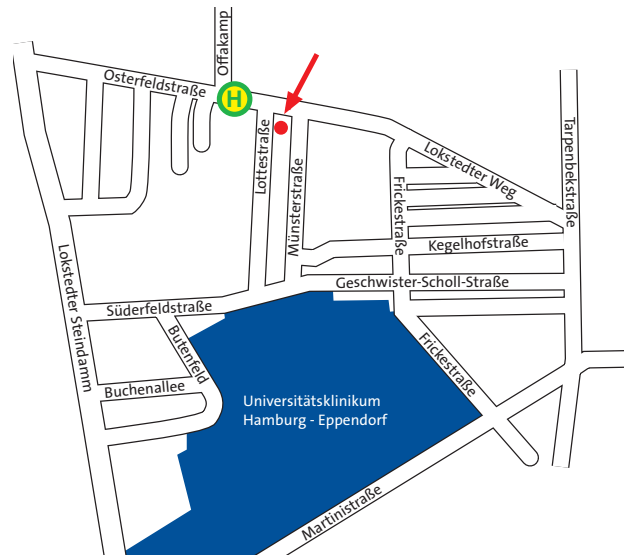 Offakamp
Osterfeldstraße
H
Lottestraße
Münsterstraße
Lokstedter Weg
Tarpenbekstraße
Frickestraße
Kegelhofstraße
Geschwister-Scholl-Straße
Lokstedter Steindamm
Süderfeldstraße
Butenfeld
Buchenallee
Frickestraße
Universitätsklinikum
Hamburg - Eppendorf
Martinistraße